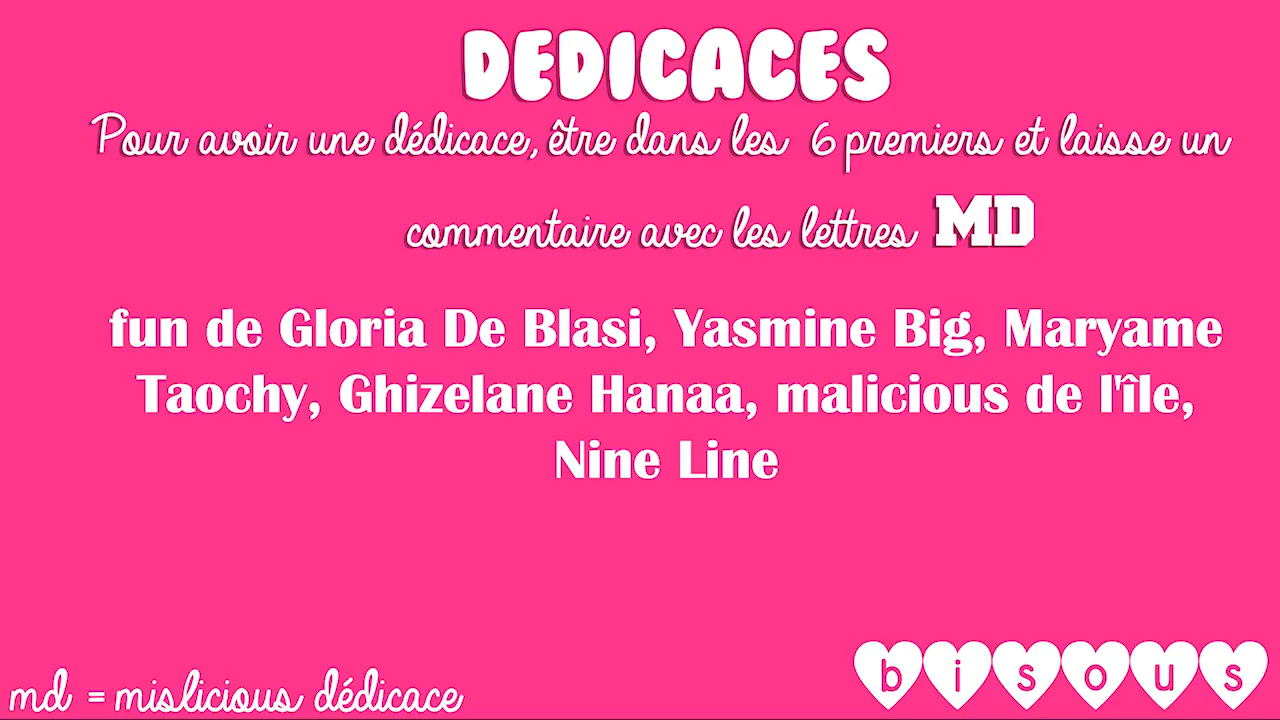 DEDICACES
Pour avoir une dédicace, être dans les 6 premiers et laisse un
commentaire avec les lettres MD
fun de Gloria De Blasi, Yasmine Big, Maryame
Taochy, Ghizelane Hanaa, malicious de l'île,
Nine Line
bisous
md = mislicious dédicace